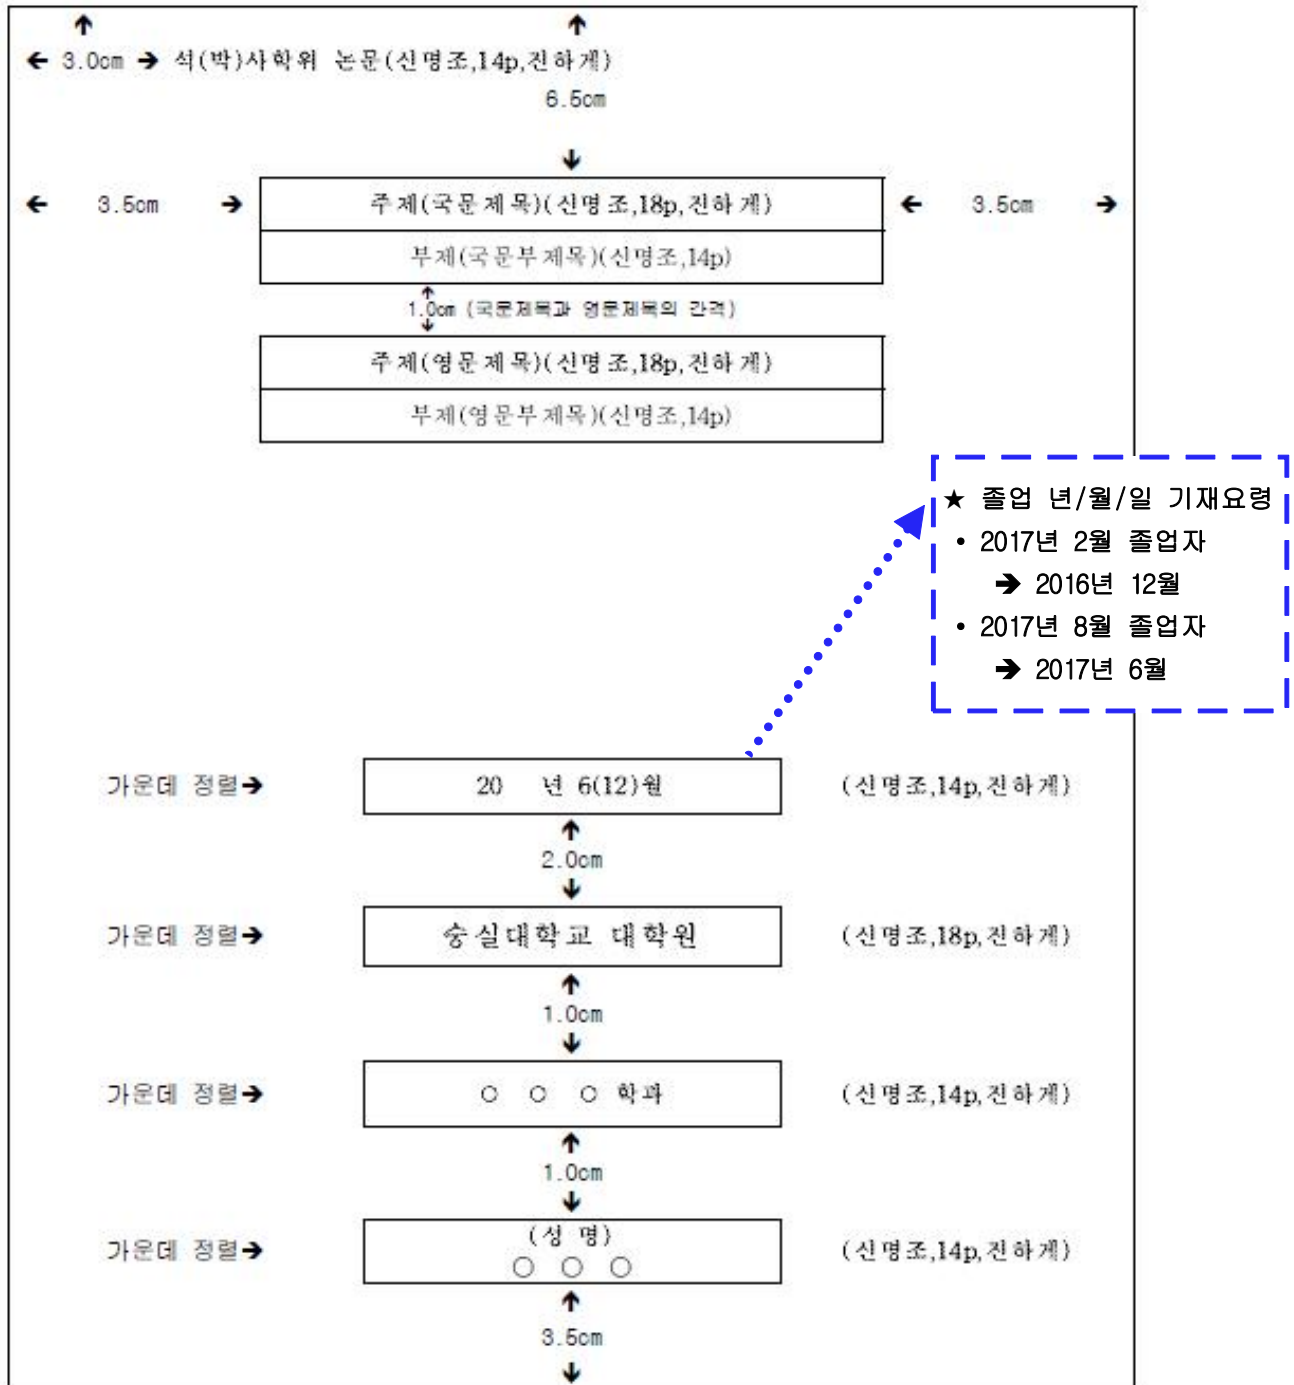 3.0cm 석(박)사학위 논문(신명조,14p,진하게)
6.5cm
3.5cm 주제(국문제목)(신명조,18p,진하게) 3.5cm
부제(국문부제목)(신명조,14p)
1.0cm (국문제목과 영문제목의 간격)
주제(영문제목)(신명조,18p,진하게)
부제(영문부제목)(신명조,14p)
★ 졸업 년/월/일 기재요령
• 2017년 2월 졸업자
➔ 2016년 12월
• 2017년 8월 졸업자
➔ 2017년 6월
가운데 정렬➔ 20 년 6(12)월 (신명조,14p,진하게)
2.0cm
가운데 정렬➔ 숭실대학교 대학원 (신명조,18p,진하게)
1.0cm
가운데 정렬➔ ○ ○ ○ 학과 (신명조,14p,진하게)
1.0cm
(성 명)
가운데 정렬➔ ○ ○ ○ (신명조,14p,진하게)
3.5cm